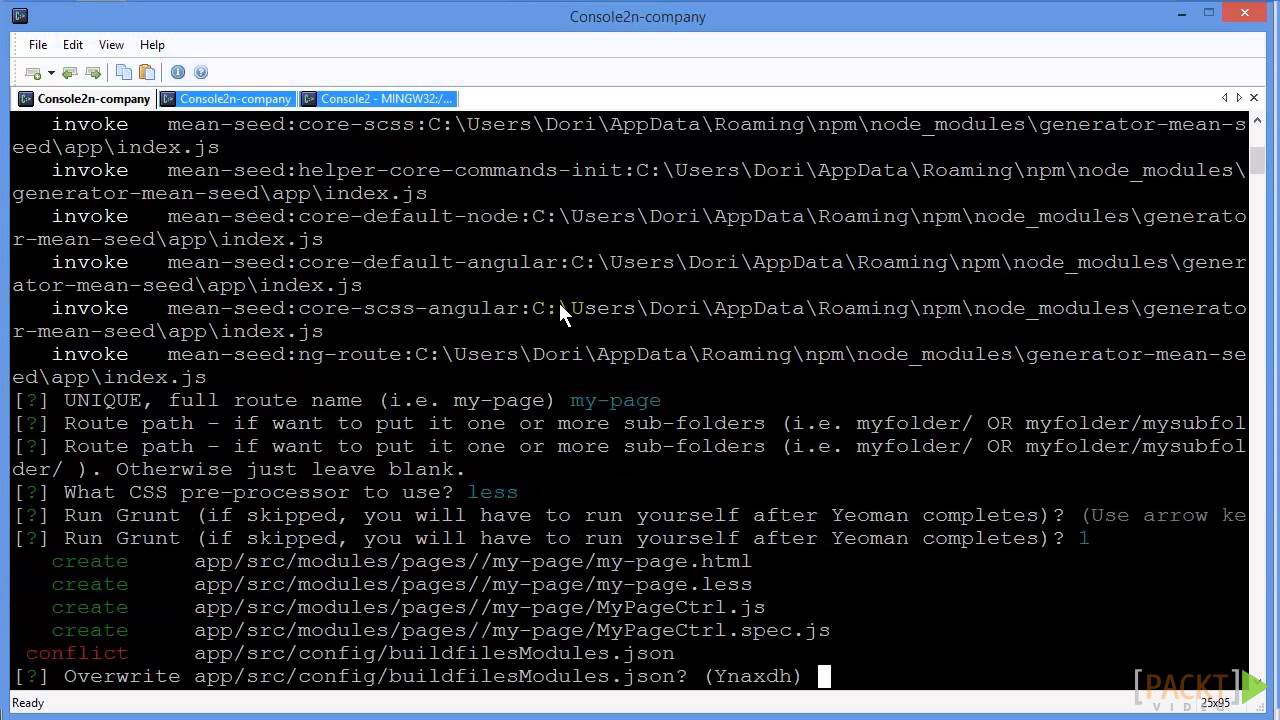 Console2n-company
File Edit View Help
Console2n-company Console2n-company Console2 - MINGW32:/...
invoke mean-seed:core-scss:C:\Users\Dori\AppData\Roaming\npm\node_modules\generator-mean-s
eed\app\index.js
invoke mean-seed:helper-core-commands-init:C:\Users\Dori\AppData\Roaming\npm\node_modules\
generator-mean-seed\app\index.js
invoke mean-seed:core-default-node:C:\Users\Dori\AppData\Roaming\npm\node_modules\generato
r-mean-seed\app\index.js
invoke mean-seed:core-default-angular:C:\Users\Dori\AppData\Roaming\npm\node_modules\gener
ator-mean-seed\app\index.js
invoke mean-seed:core-scss-angular:C:\Users\Dori\AppData\Roaming\npm\node_modules\generato
r-mean-seed\app\index.js
invoke mean-seed:ng-route:C:\Users\Dori\AppData\Roaming\npm\node_modules\generator-mean-se
ed\app\index.js
[?] UNIQUE, full route name (i.e. my-page) my-page
[?] Route path - if want to put it one or more sub-folders (i.e. myfolder/ OR myfolder/mysubfol
[?] Route path - if want to put it one or more sub-folders (i.e. myfolder/ OR myfolder/mysubfol
der/ ). Otherwise just leave blank.
[?] What CSS pre-processor to use? less
[?] Run Grunt (if skipped, you will have to run yourself after Yeoman completes)? (Use arrow ke
[?] Run Grunt (if skipped, you will have to run yourself after Yeoman completes)? 1
create app/src/modules/pages//my-page/my-page.html
create app/src/modules/pages//my-page/my-page.less
create app/src/modules/pages//my-page/MyPageCtrl.js
create app/src/modules/pages//my-page/MyPageCtrl.spec.js
conflict app/src/config/buildfilesModules.json
[?] Overwrite app/src/config/buildfilesModules.json? (Ynaxdh)
[PACKT]
VIDEO
Ready 25x95